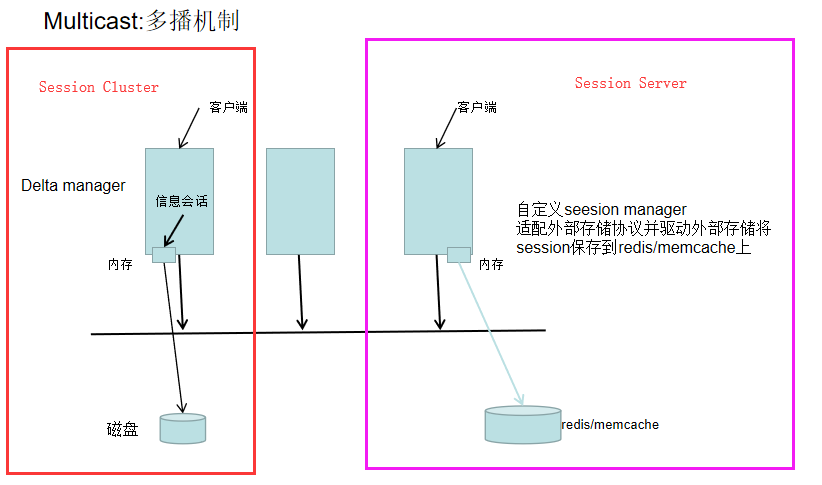 Multicast:多播机制
Session Cluster
客户端
Delta manager
信息会话
内存
磁盘
Session Server
客户端
自定义seesion manager
适配外部存储协议并驱动外部存储将
session保存到redis/memcache上
内存
redis/memcache